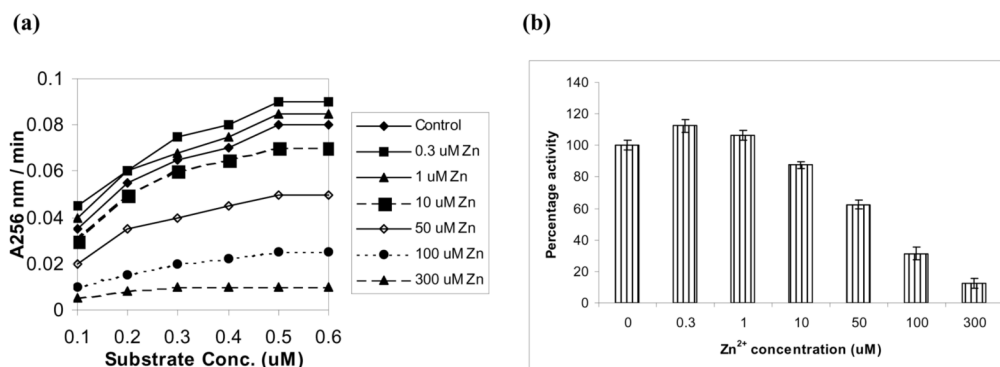 (a)
A256 nm / min
0.1
0.08
0.06
0.04
0.02
0
0.1 0.2 0.3 0.4 0.5 0.6
Substrate Conc. (uM)
Control
0.3 uM Zn
1 uM Zn
10 uM Zn
50 uM Zn
100 uM Zn
300 uM Zn
(b)
Percentage activity
140
120
100
80
60
40
20
0
0 0.3 1 10 50 100 300
Zn²⁺ concentration (uM)